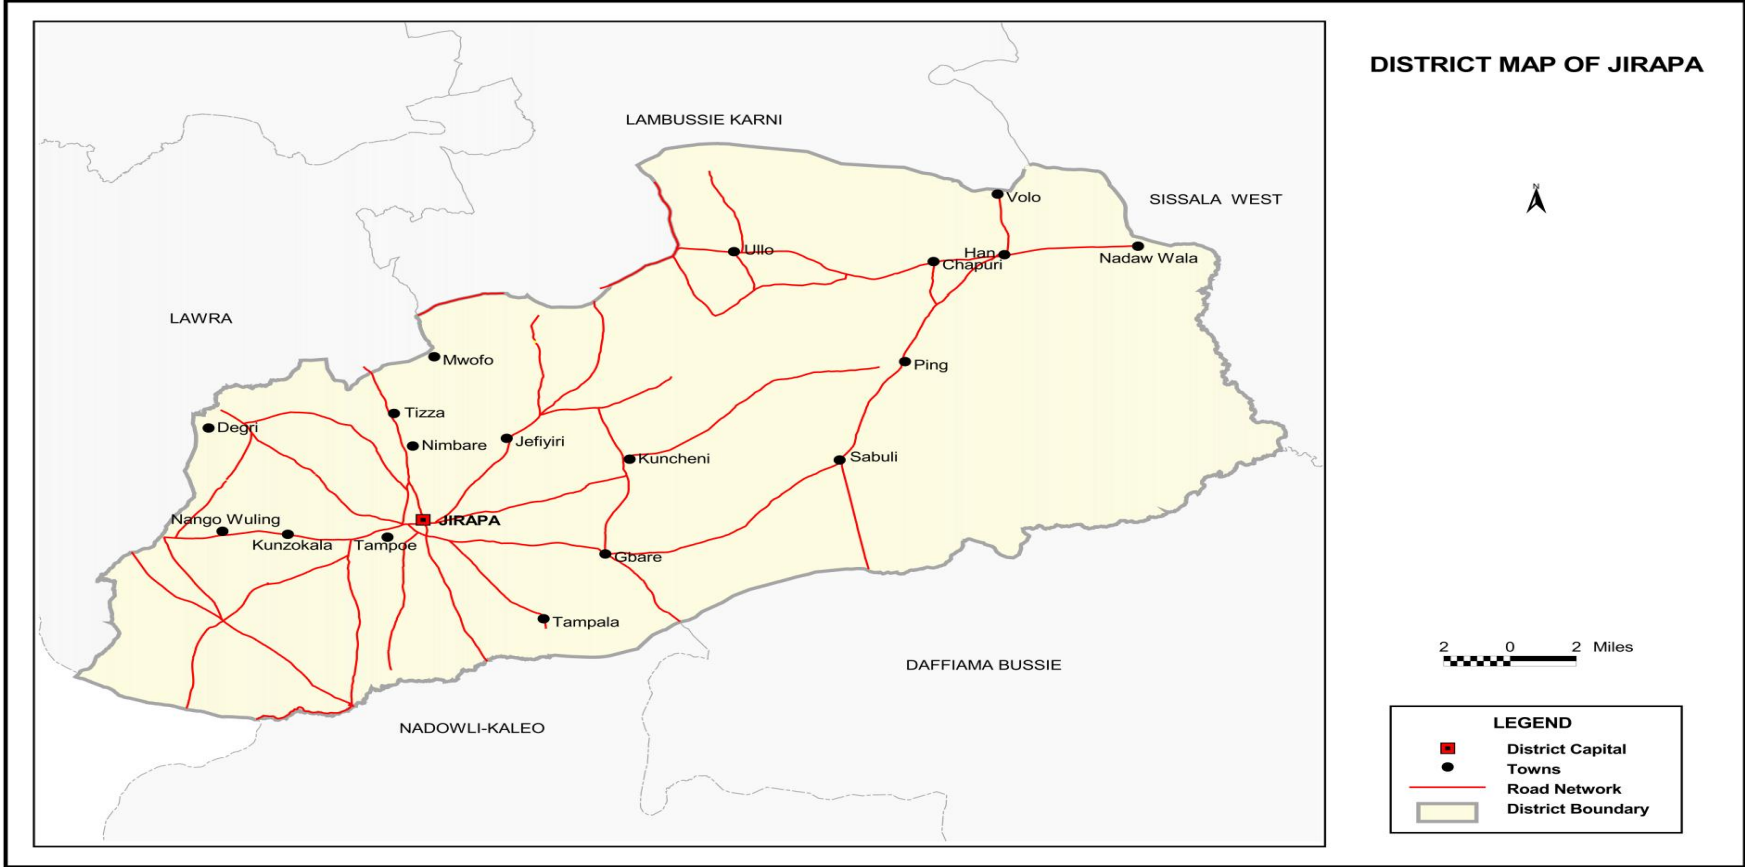 DISTRICT MAP OF JIRAPA
N
LAMBUSSIE KARNI
SISSALA WEST
LAWRA
Volo
Ullo
Han
Chapuri
Nadaw Wala
Mwofo
Ping
Tizza
Degri
Nimbare
Jefiyiri
Kuncheni
Sabuli
Nango Wuling
JIRAPA
Kunzokala
Tampoe
Gbare
Tampala
DAFFIAMA BUSSIE
NADOWLI-KALEO
2 0 2 Miles
LEGEND
District Capital
Towns
Road Network
District Boundary